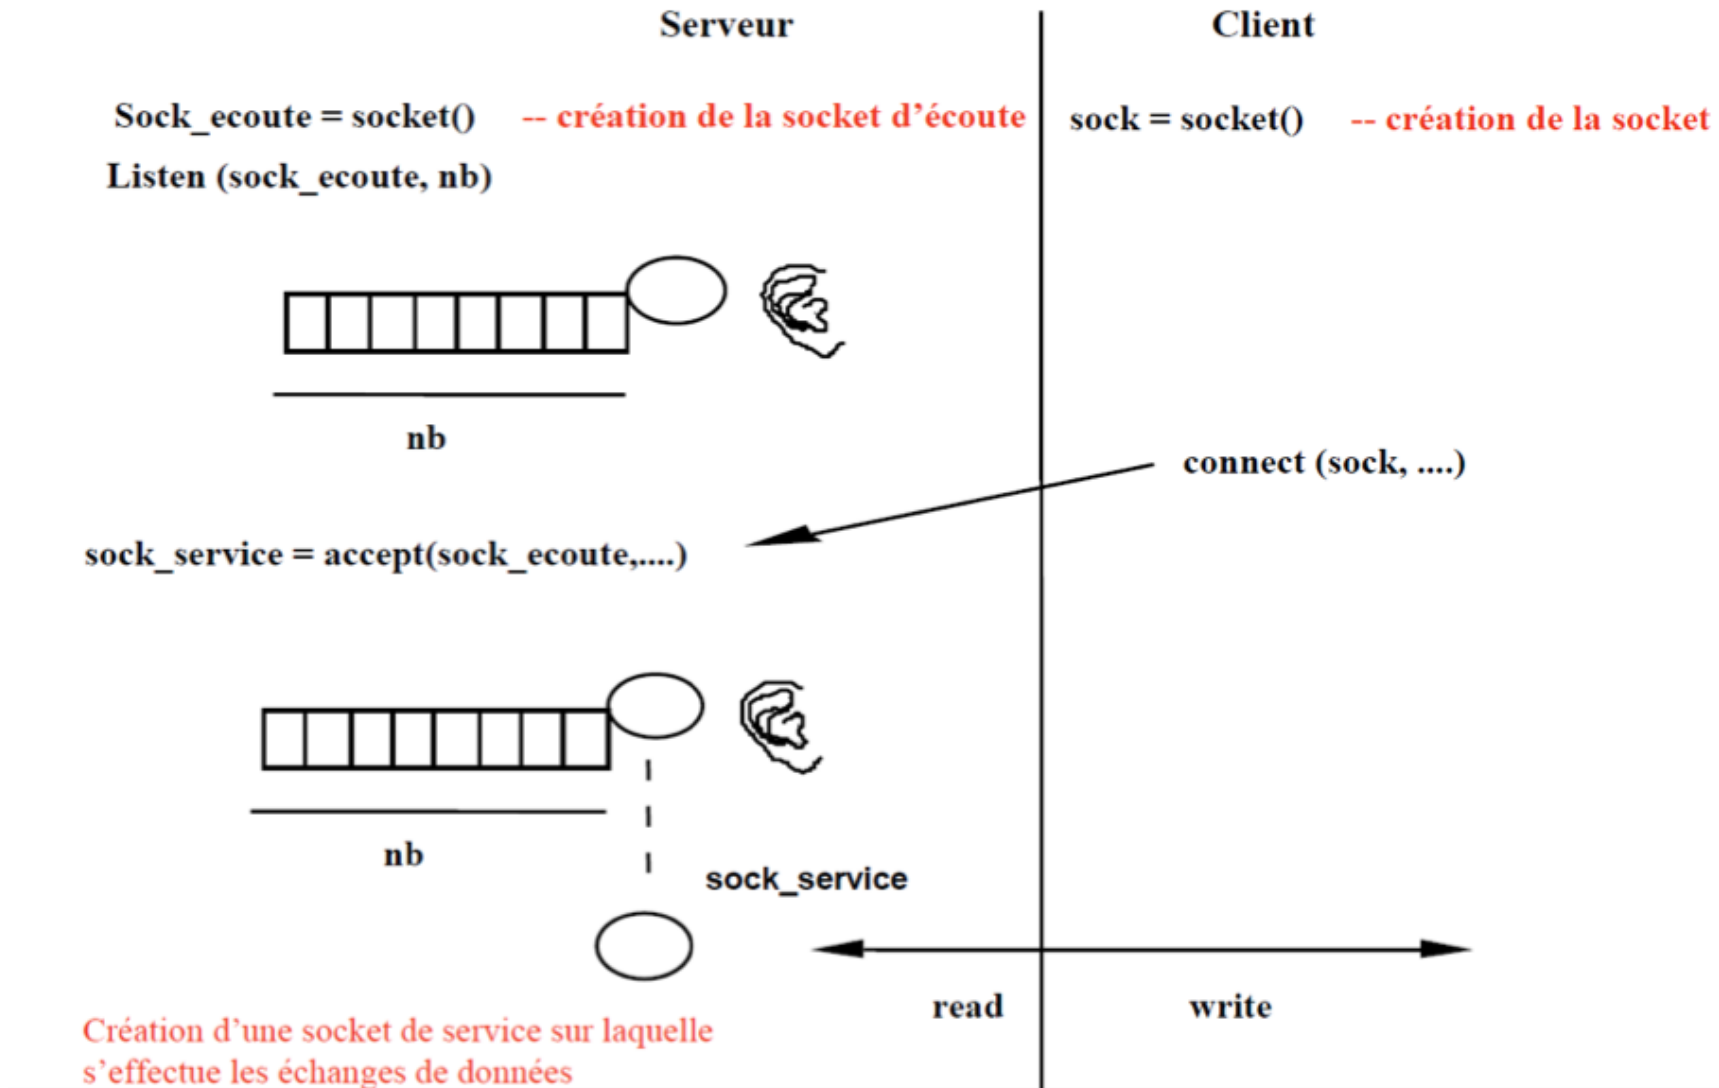 Serveur
Client
Sock_ecoute = socket() -- création de la socket d'écoute
sock = socket() -- création de la socket
Listen (sock_ecoute, nb)
nb
connect (sock, ....)
sock_service = accept(sock_ecoute,....)
nb
sock_service
read
write
Création d'une socket de service sur laquelle
s'effectue les échanges de données